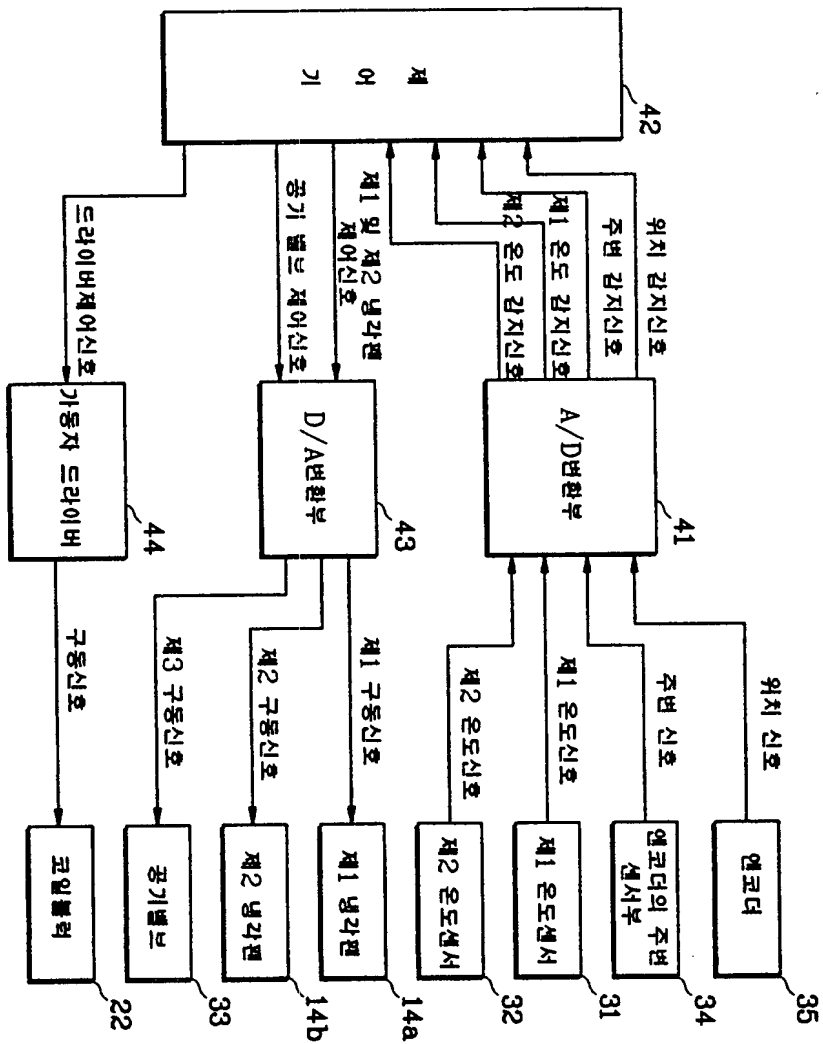 제 어 기
42
위치 감지신호
주변 감지신호
제1 온도 감지신호
제2 온도 감지신호
제1 및 제2 냉각팬
제어신호
공기 밸브 제어신호
드라이버제어신호
A/D변환부
41
D/A변환부
43
가동자 드라이버
44
위치 신호
주변 신호
제1 온도신호
제2 온도신호
제1 구동신호
제2 구동신호
제3 구동신호
구동신호
엔코더
35
엔코더의 주변
센서부
34
제1 온도센서
31
제2 온도센서
32
제1 냉각팬
14a
제2 냉각팬
14b
공기밸브
33
코일블럭
22